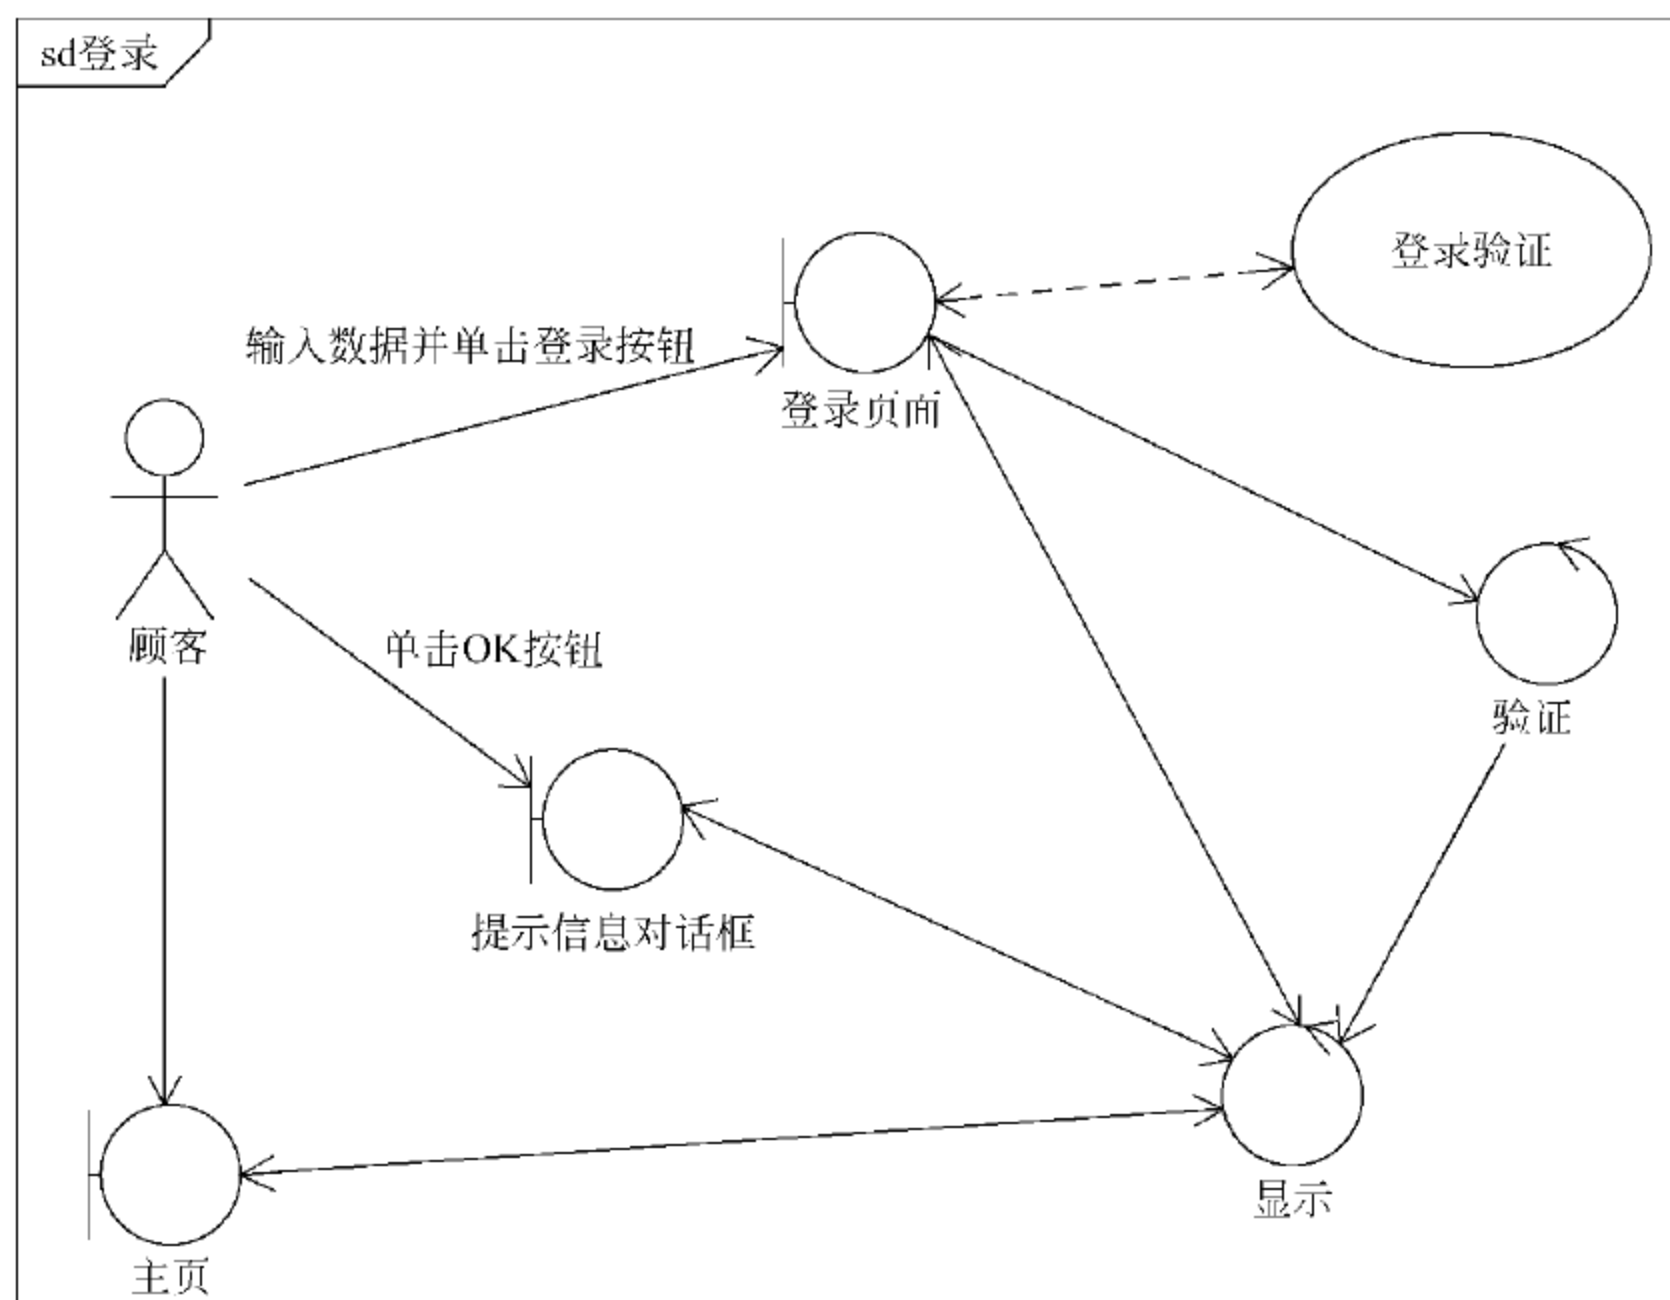 sd登录
登录验证
输入数据并单击登录按钮
登录页面
顾客
单击OK按钮
验证
提示信息对话框
显示
主页